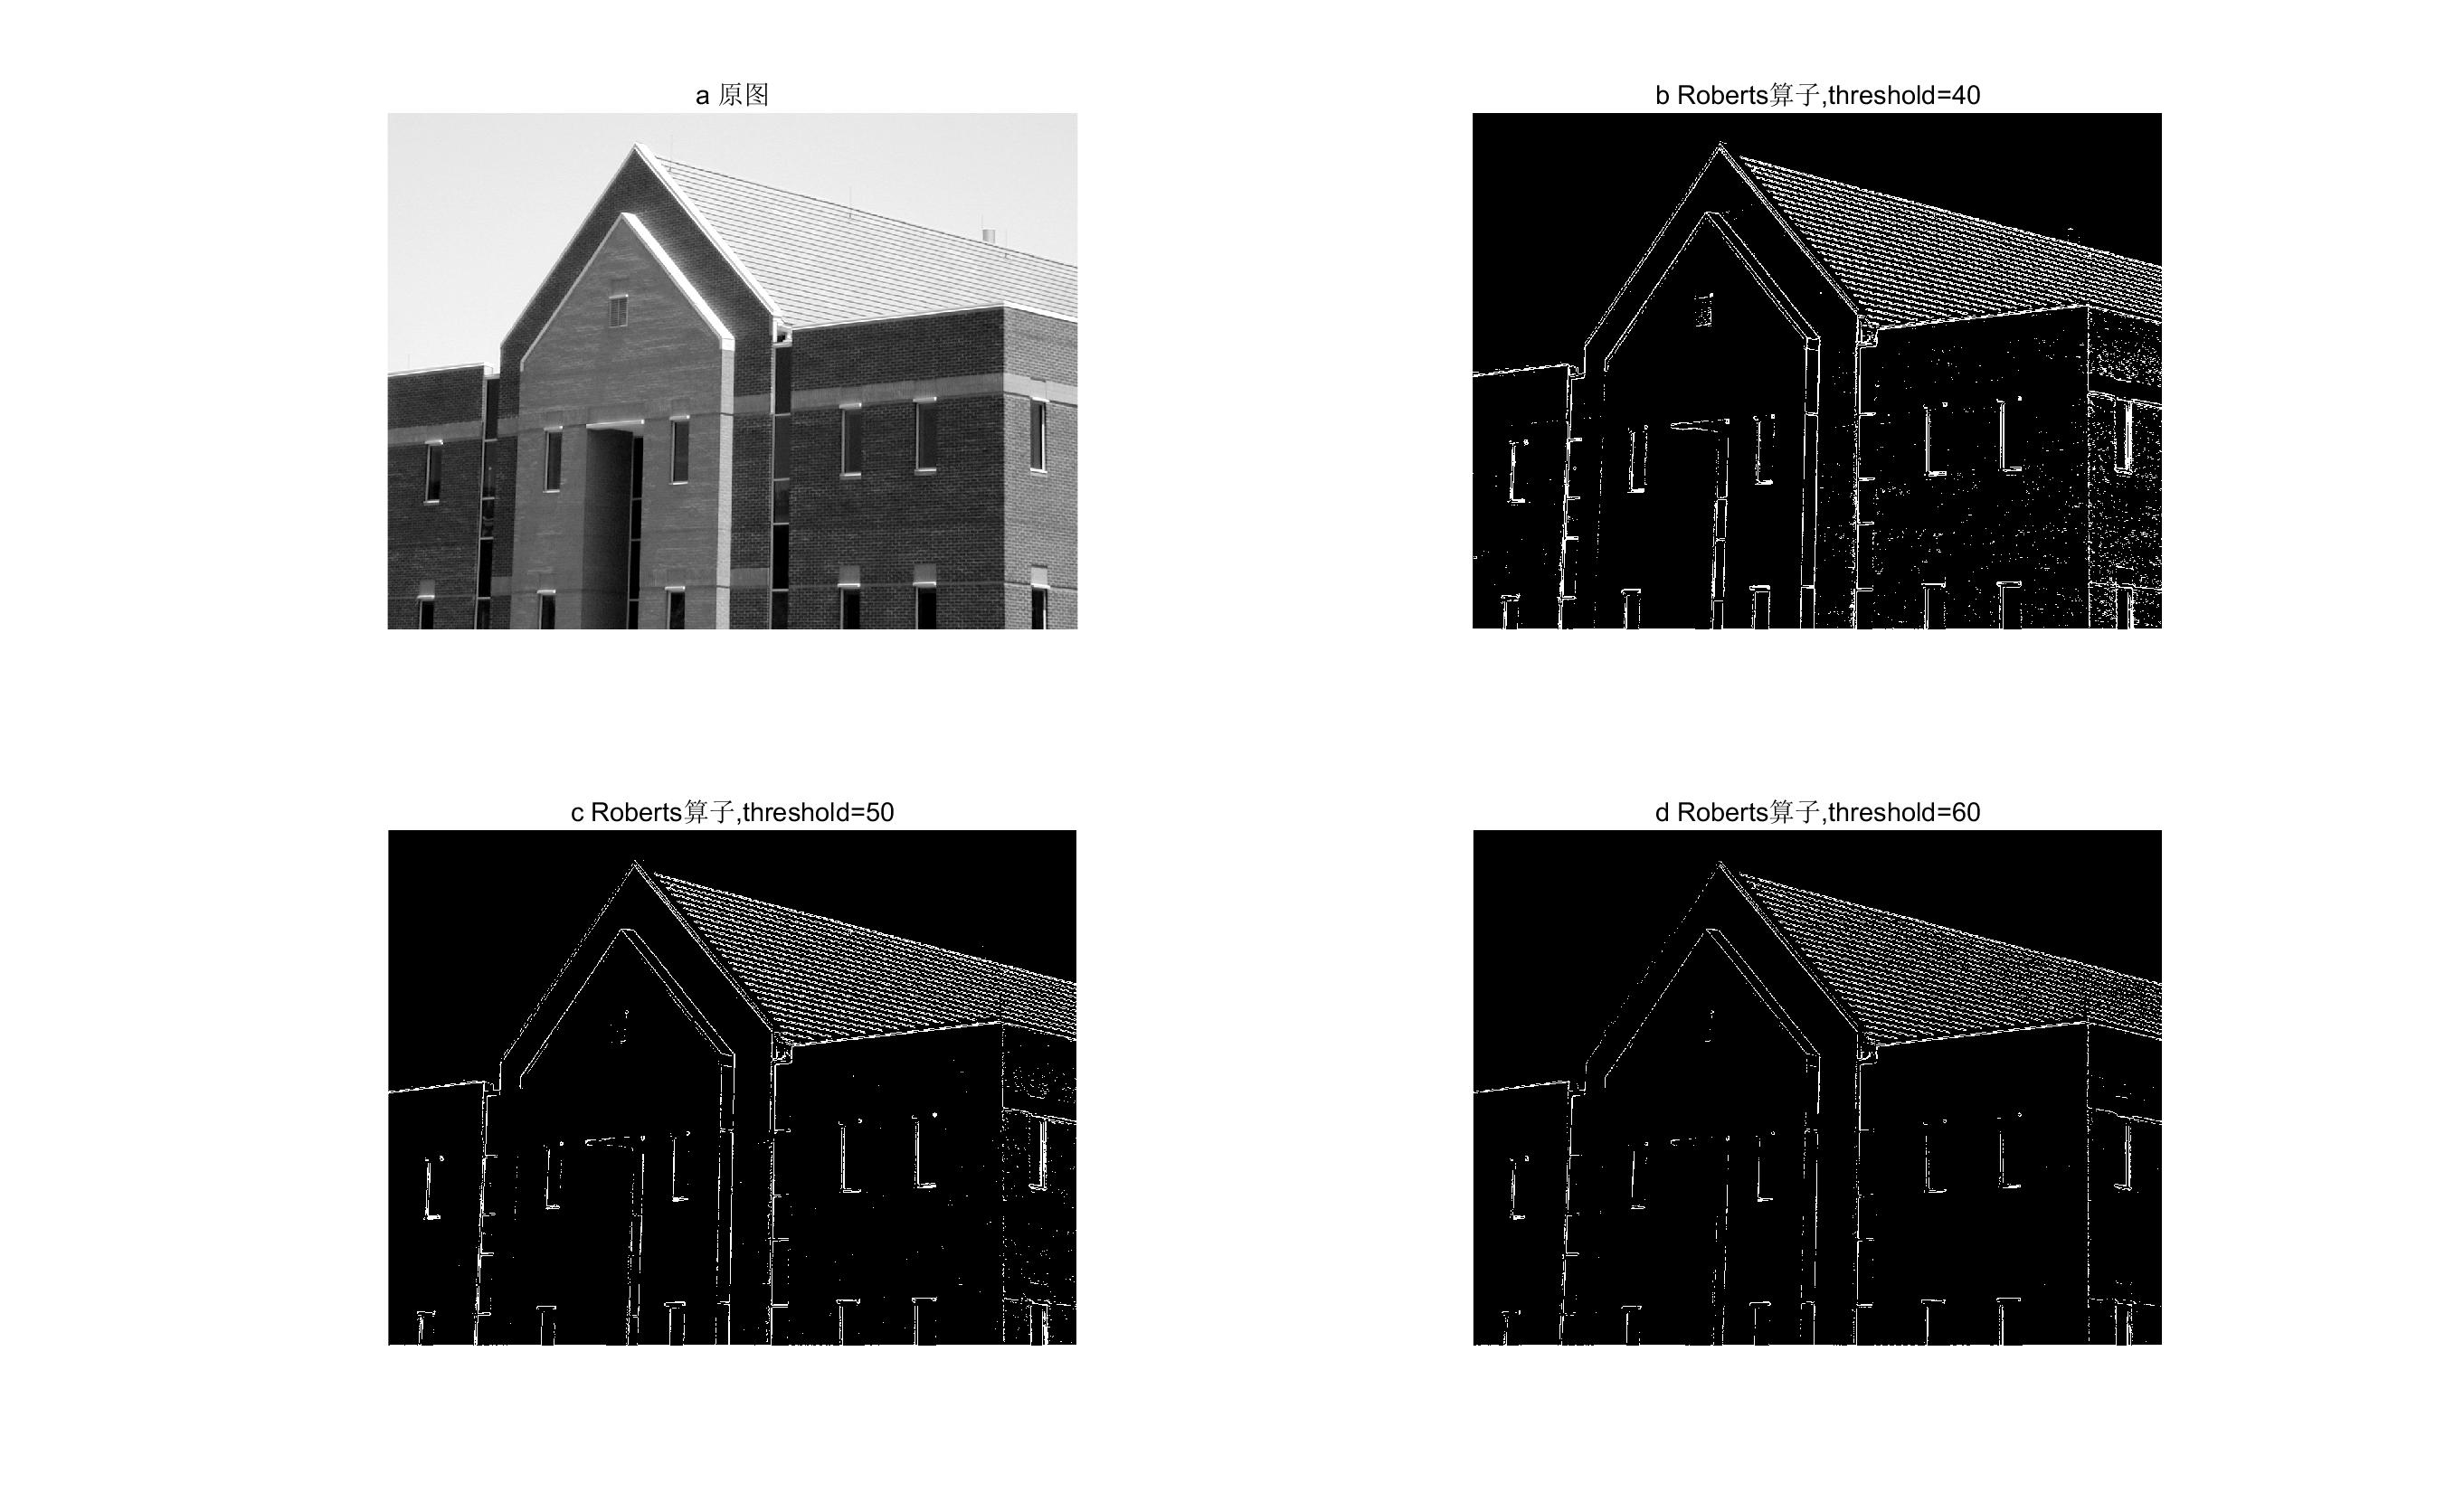 a 原图
b Roberts算子,threshold=40
c Roberts算子,threshold=50
d Roberts算子,threshold=60